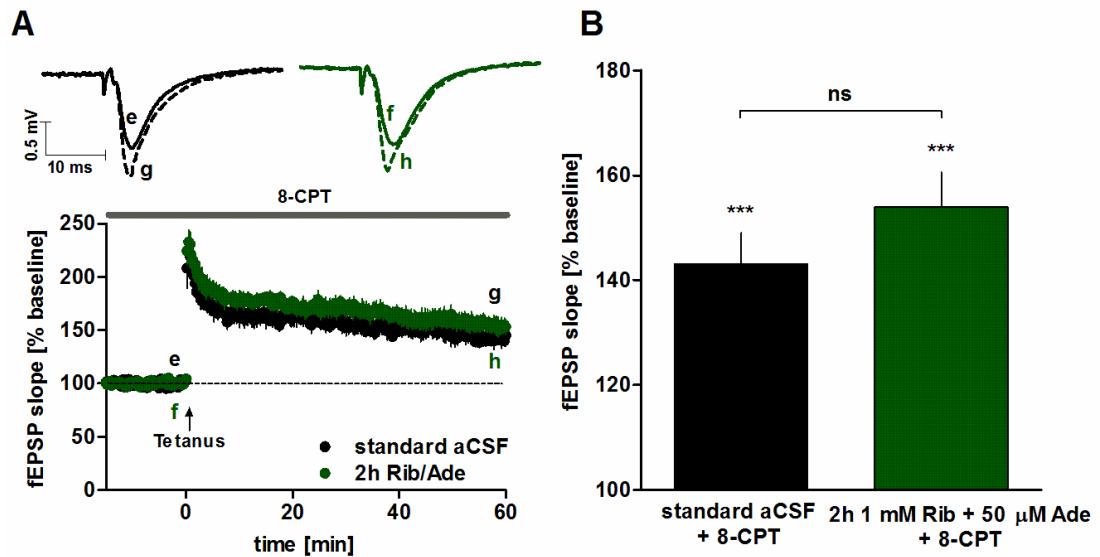 A
B
e
g
0.5 mV
10 ms
f
h
8-CPT
fEPSP slope [% baseline]
250
200
150
100
50
0
e
f
g
h
Tetanus
standard aCSF
2h Rib/Ade
0 20 40 60
time [min]
fEPSP slope [% baseline]
180
160
140
120
100
ns
***
***
standard aCSF
+ 8-CPT
2h 1 mM Rib + 50 µM Ade
+ 8-CPT